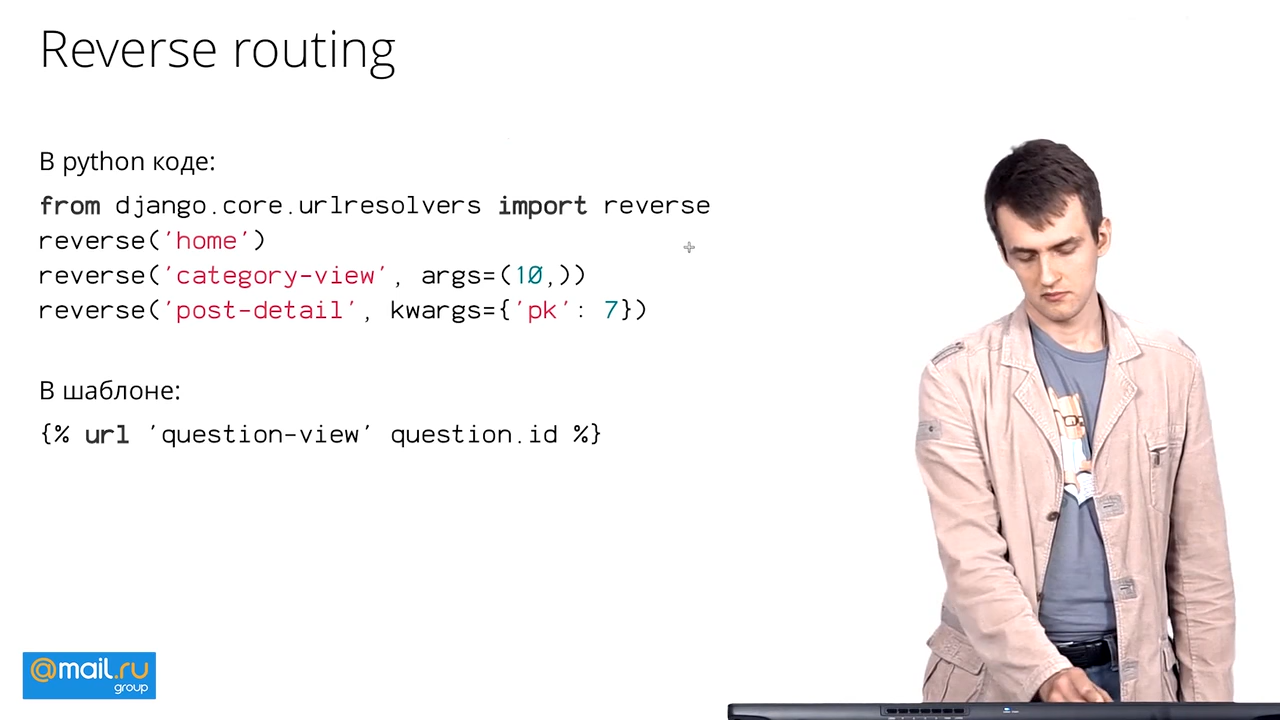 Reverse routing
В python коде:
from django.core.urlresolvers import reverse
reverse('home')
reverse('category-view', args=(10,))
reverse('post-detail', kwargs={'pk': 7})
В шаблоне:
{% url 'question-view' question.id %}
@mail.ru
group